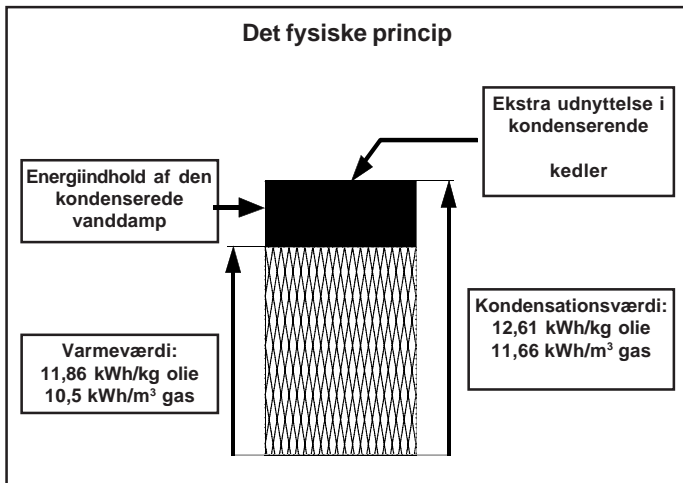 Det fysiske princip
Ekstra udnyttelse i
kondenserende
kedler
Energiindhold af den
kondenserede
vanddamp
Kondensationsværdi:
12,61 kWh/kg olie
11,66 kWh/m³ gas
Varmeværdi:
11,86 kWh/kg olie
10,5 kWh/m³ gas